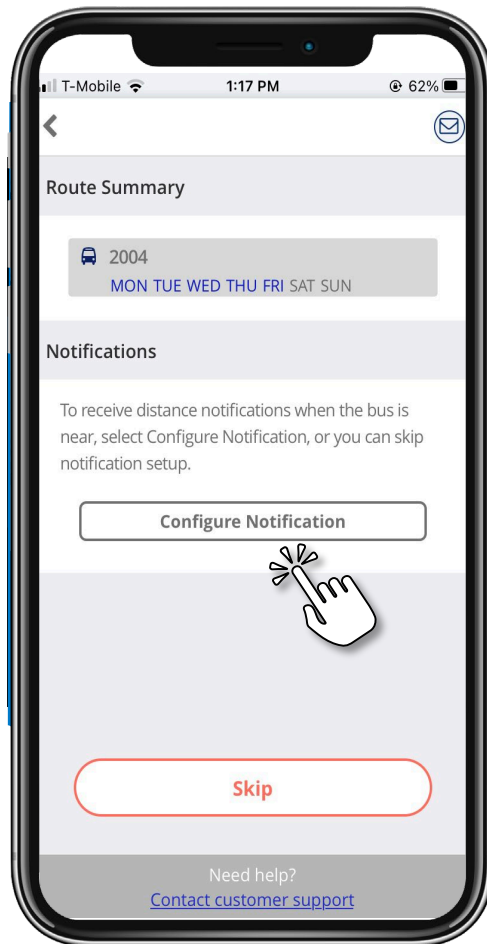 T-Mobile 1:17 PM 62%
Route Summary
2004
MON TUE WED THU FRI SAT SUN
Notifications
To receive distance notifications when the bus is
near, select Configure Notification, or you can skip
notification setup.
Configure Notification
Skip
Need help?
Contact customer support